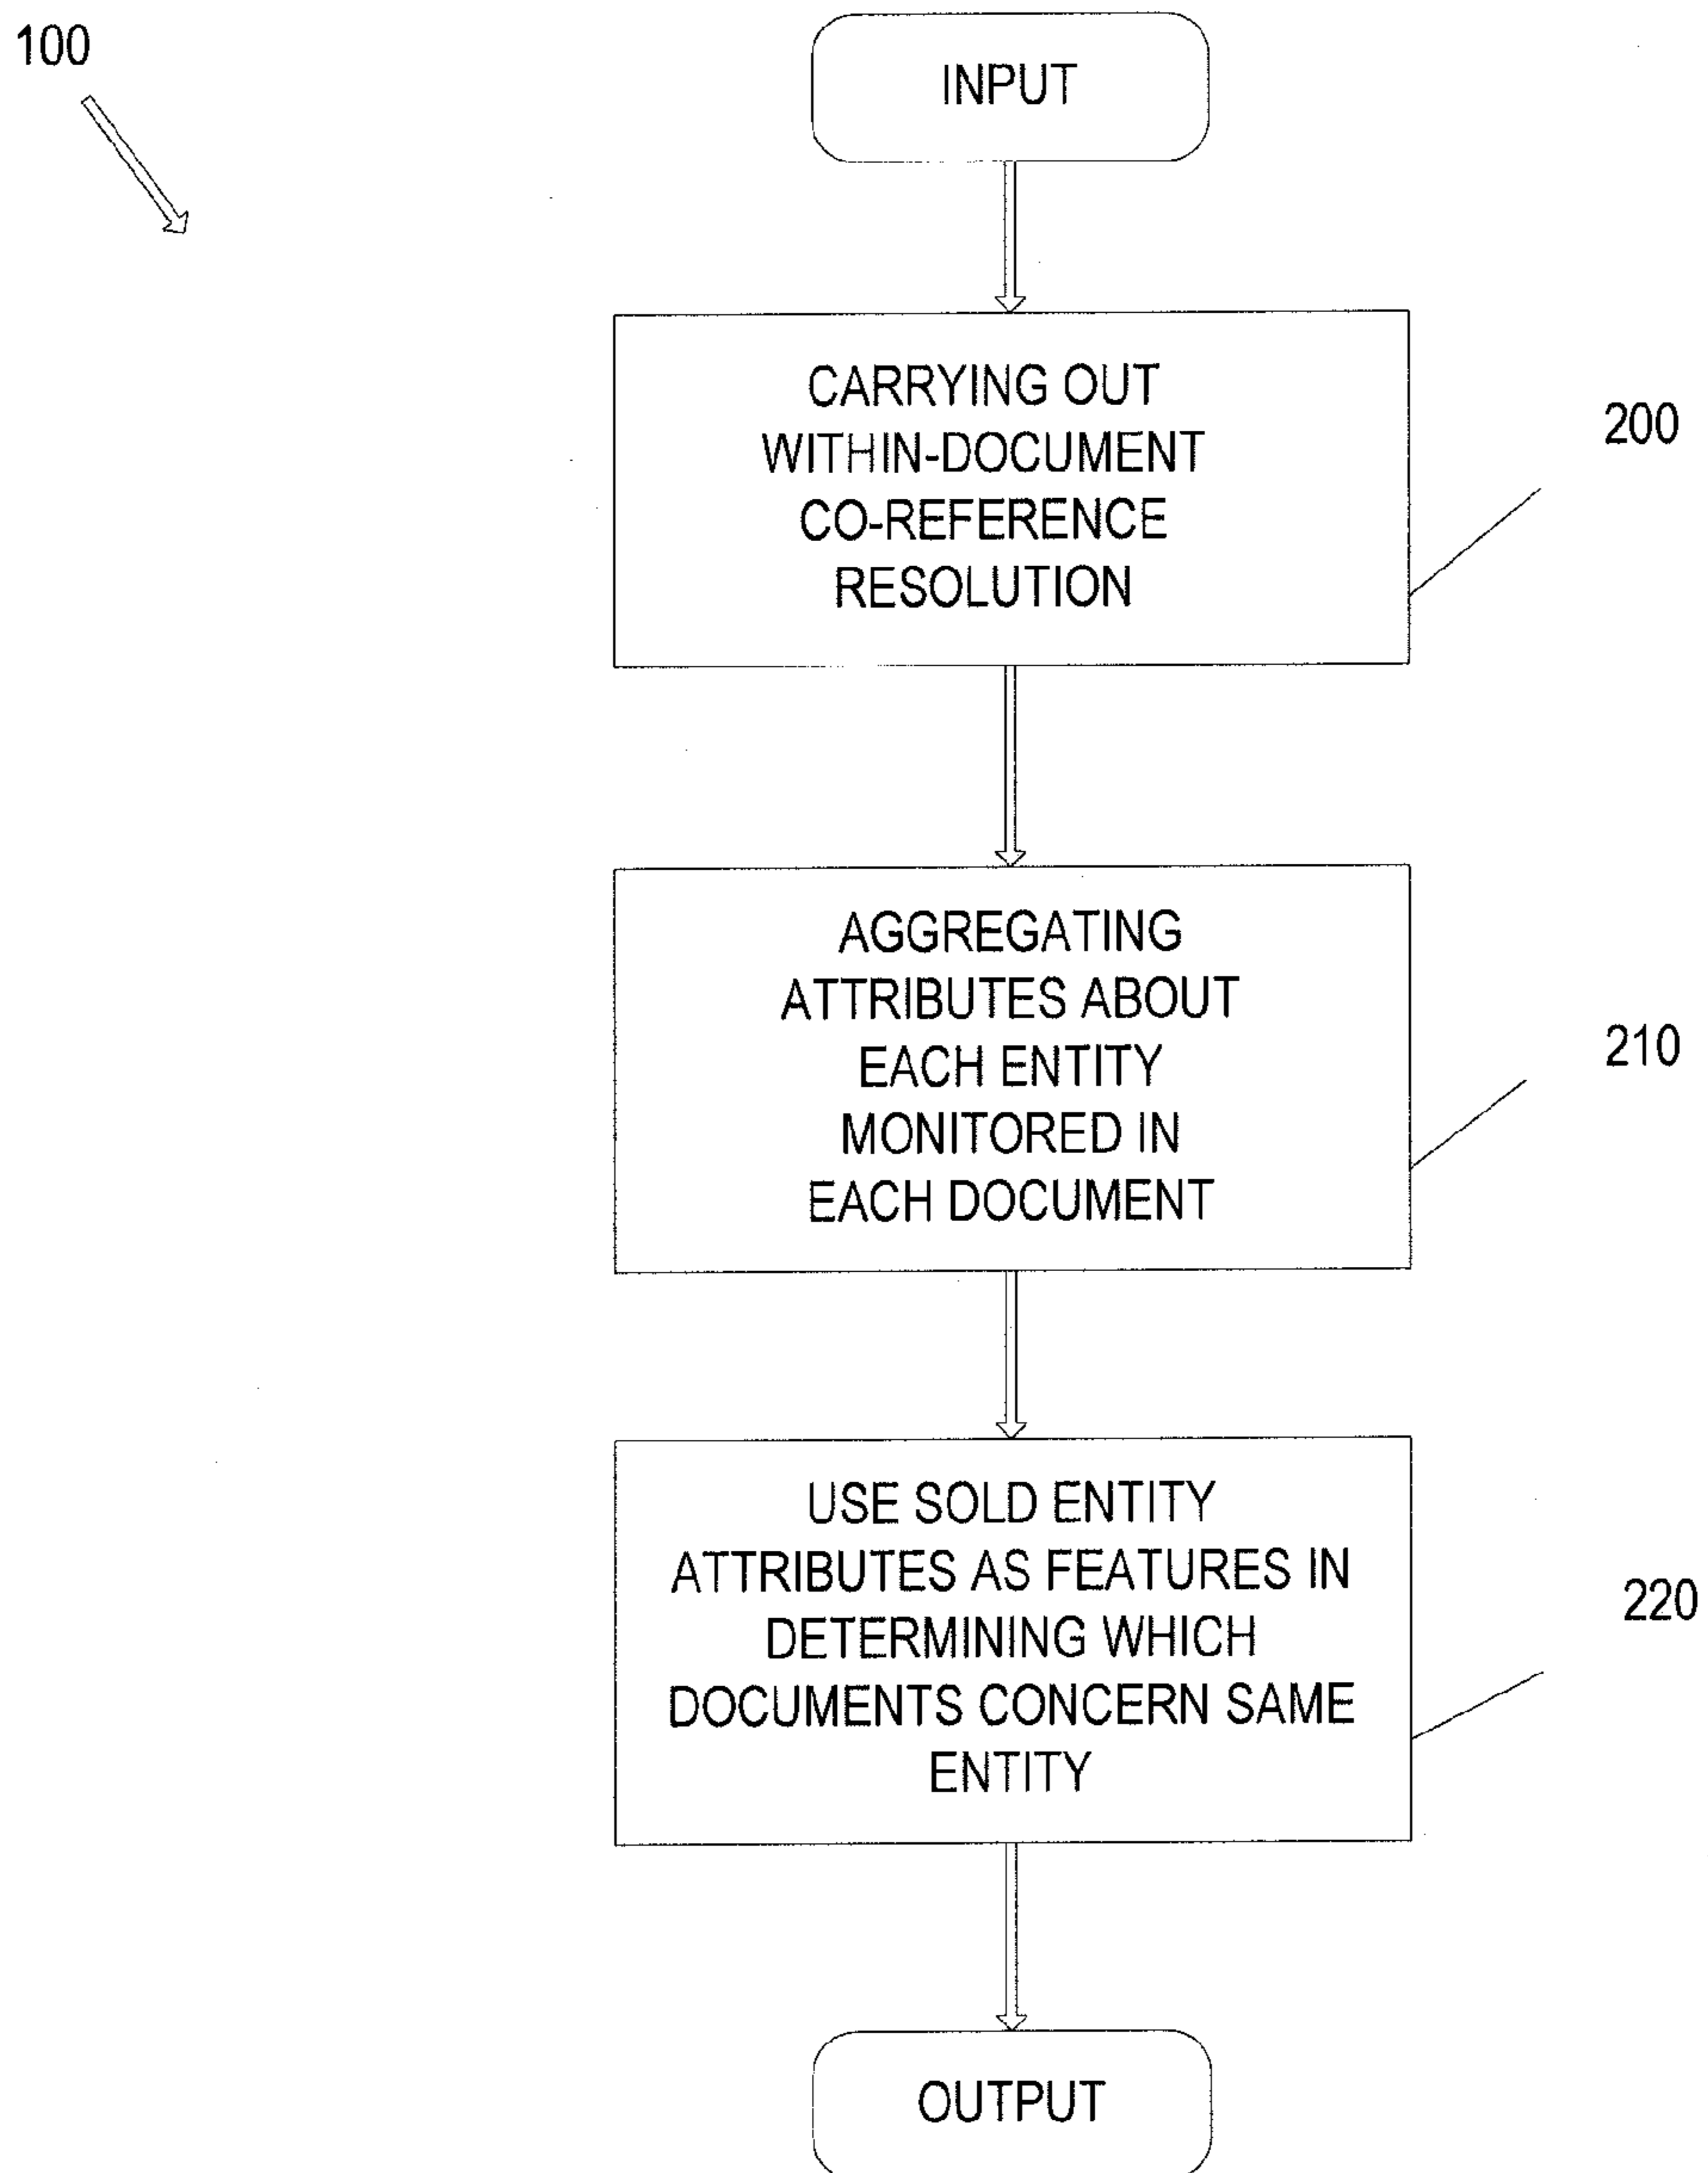 100
INPUT
CARRYING OUT
WITHIN-DOCUMENT
CO-REFERENCE
RESOLUTION
200
AGGREGATING
ATTRIBUTES ABOUT
EACH ENTITY
MONITORED IN
EACH DOCUMENT
210
USE SOLD ENTITY
ATTRIBUTES AS FEATURES IN
DETERMINING WHICH
DOCUMENTS CONCERN SAME
ENTITY
220
OUTPUT